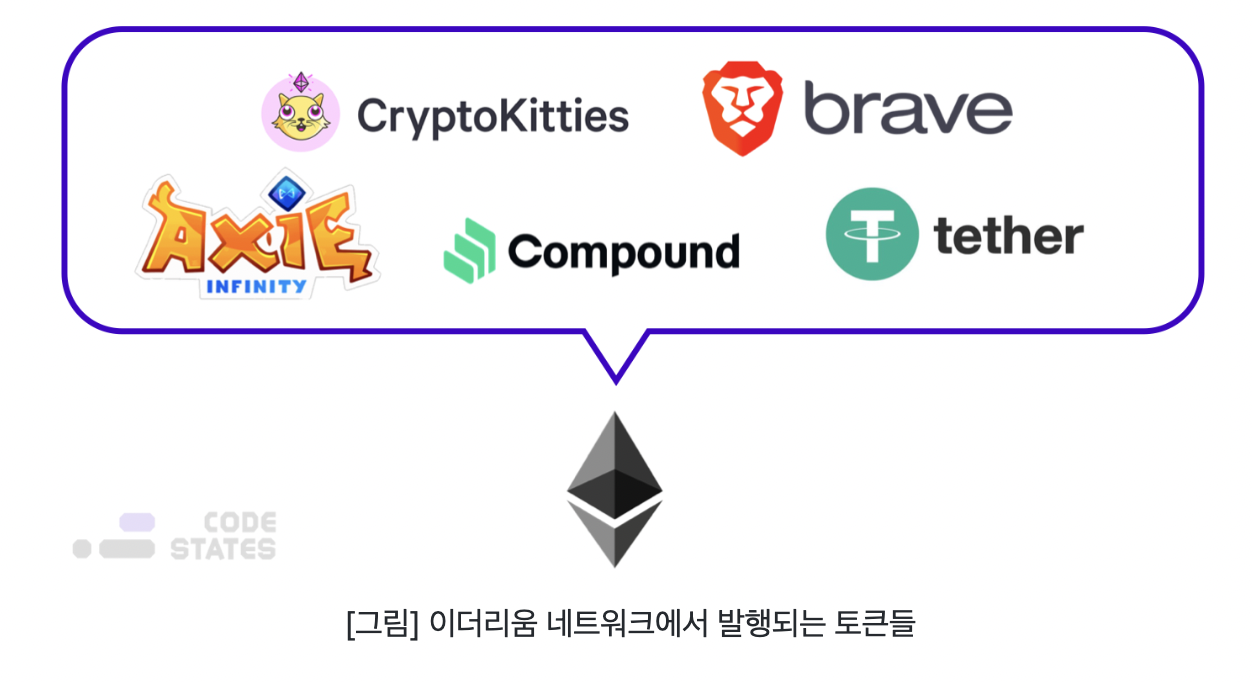 CryptoKitties
brave
AXIE
INFINITY
Compound
tether
CODE
STATES
[그림] 이더리움 네트워크에서 발행되는 토큰들